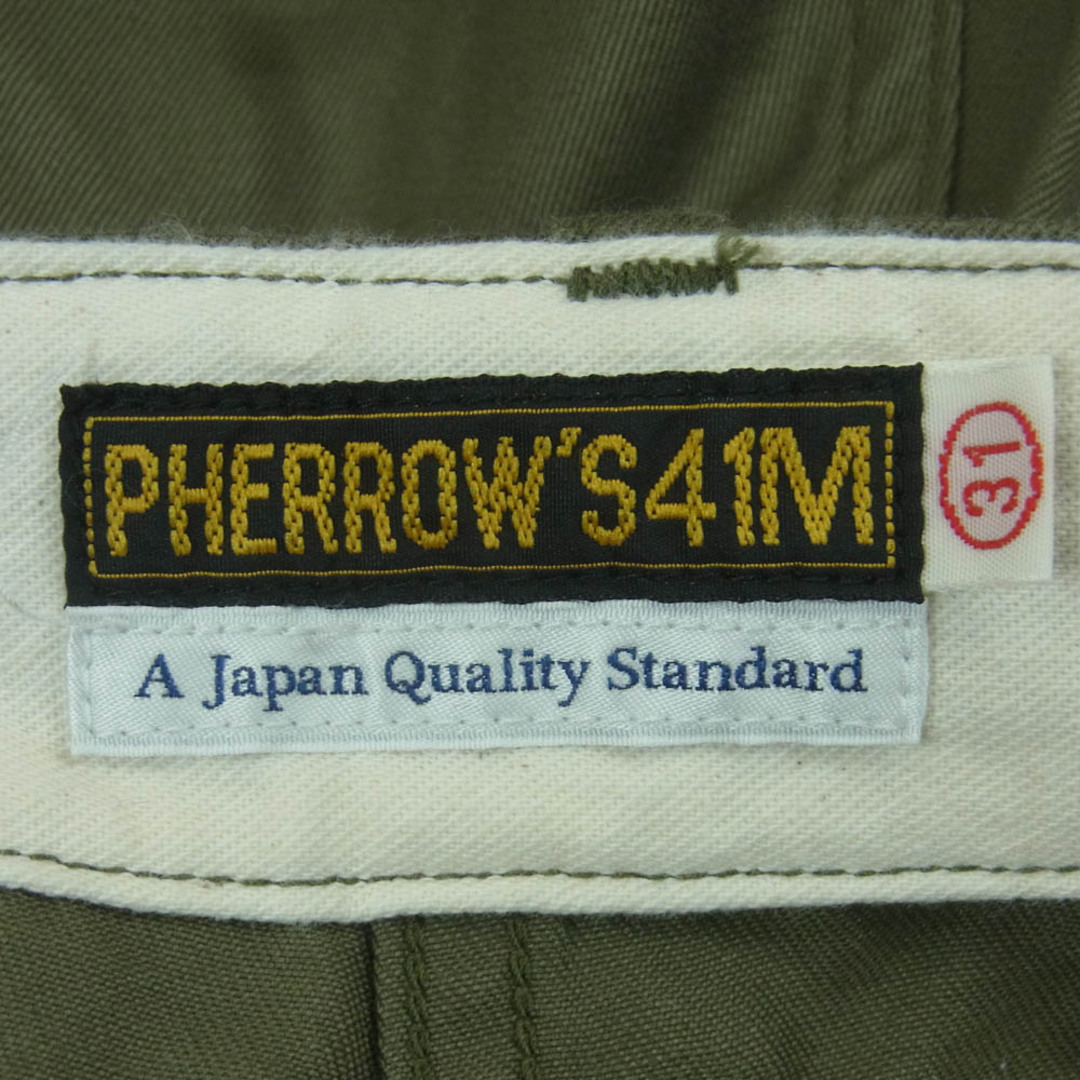 PHERROW'S41M
31
A Japan Quality Standard